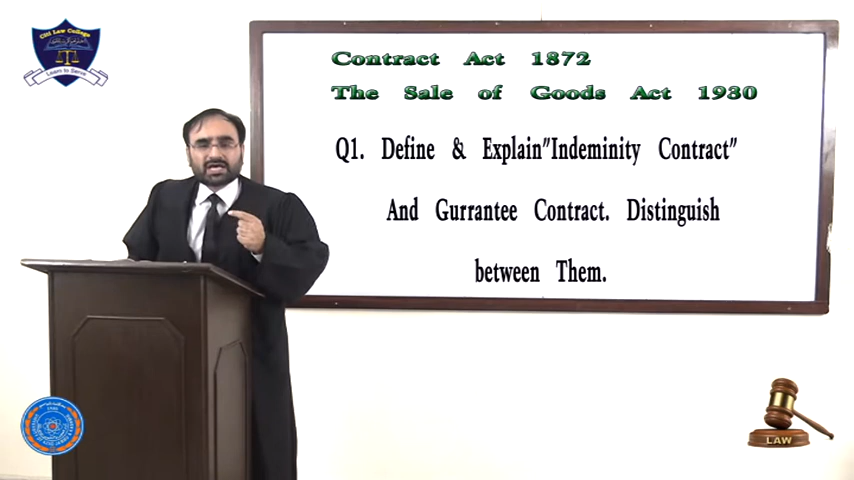 Citi Law College
Learn to Serve
Contract Act 1872
The Sale of Goods Act 1930
Q1. Define & Explain"Indeminity Contract"
And Gurrantee Contract. Distinguish
between Them.
LAW